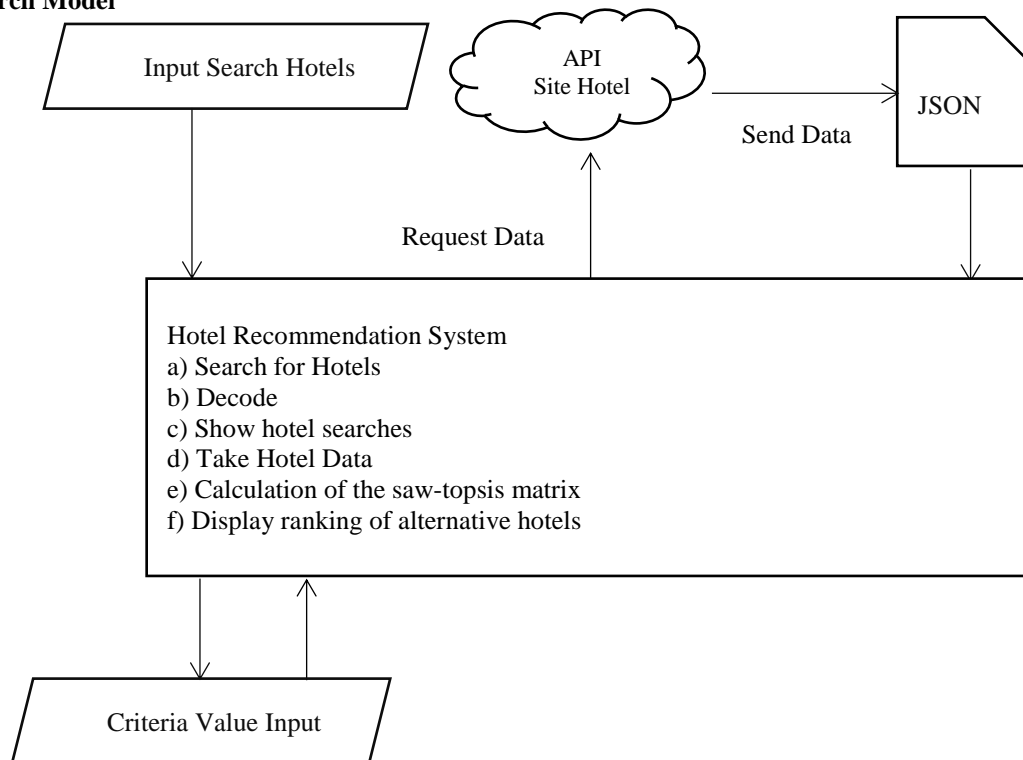 rch Model
Input Search Hotels
API
Site Hotel
JSON
Send Data
Request Data
Hotel Recommendation System
a) Search for Hotels
b) Decode
c) Show hotel searches
d) Take Hotel Data
e) Calculation of the saw-topsis matrix
f) Display ranking of alternative hotels
Criteria Value Input